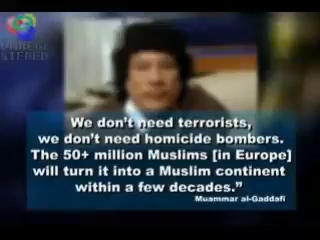 UNREG
STEREO
We don't need terrorists,
we don't need homicide bombers.
The 50+ million Muslims [in Europe]
will turn it into a Muslim continent
within a few decades.”
Muammar al-Gaddafi